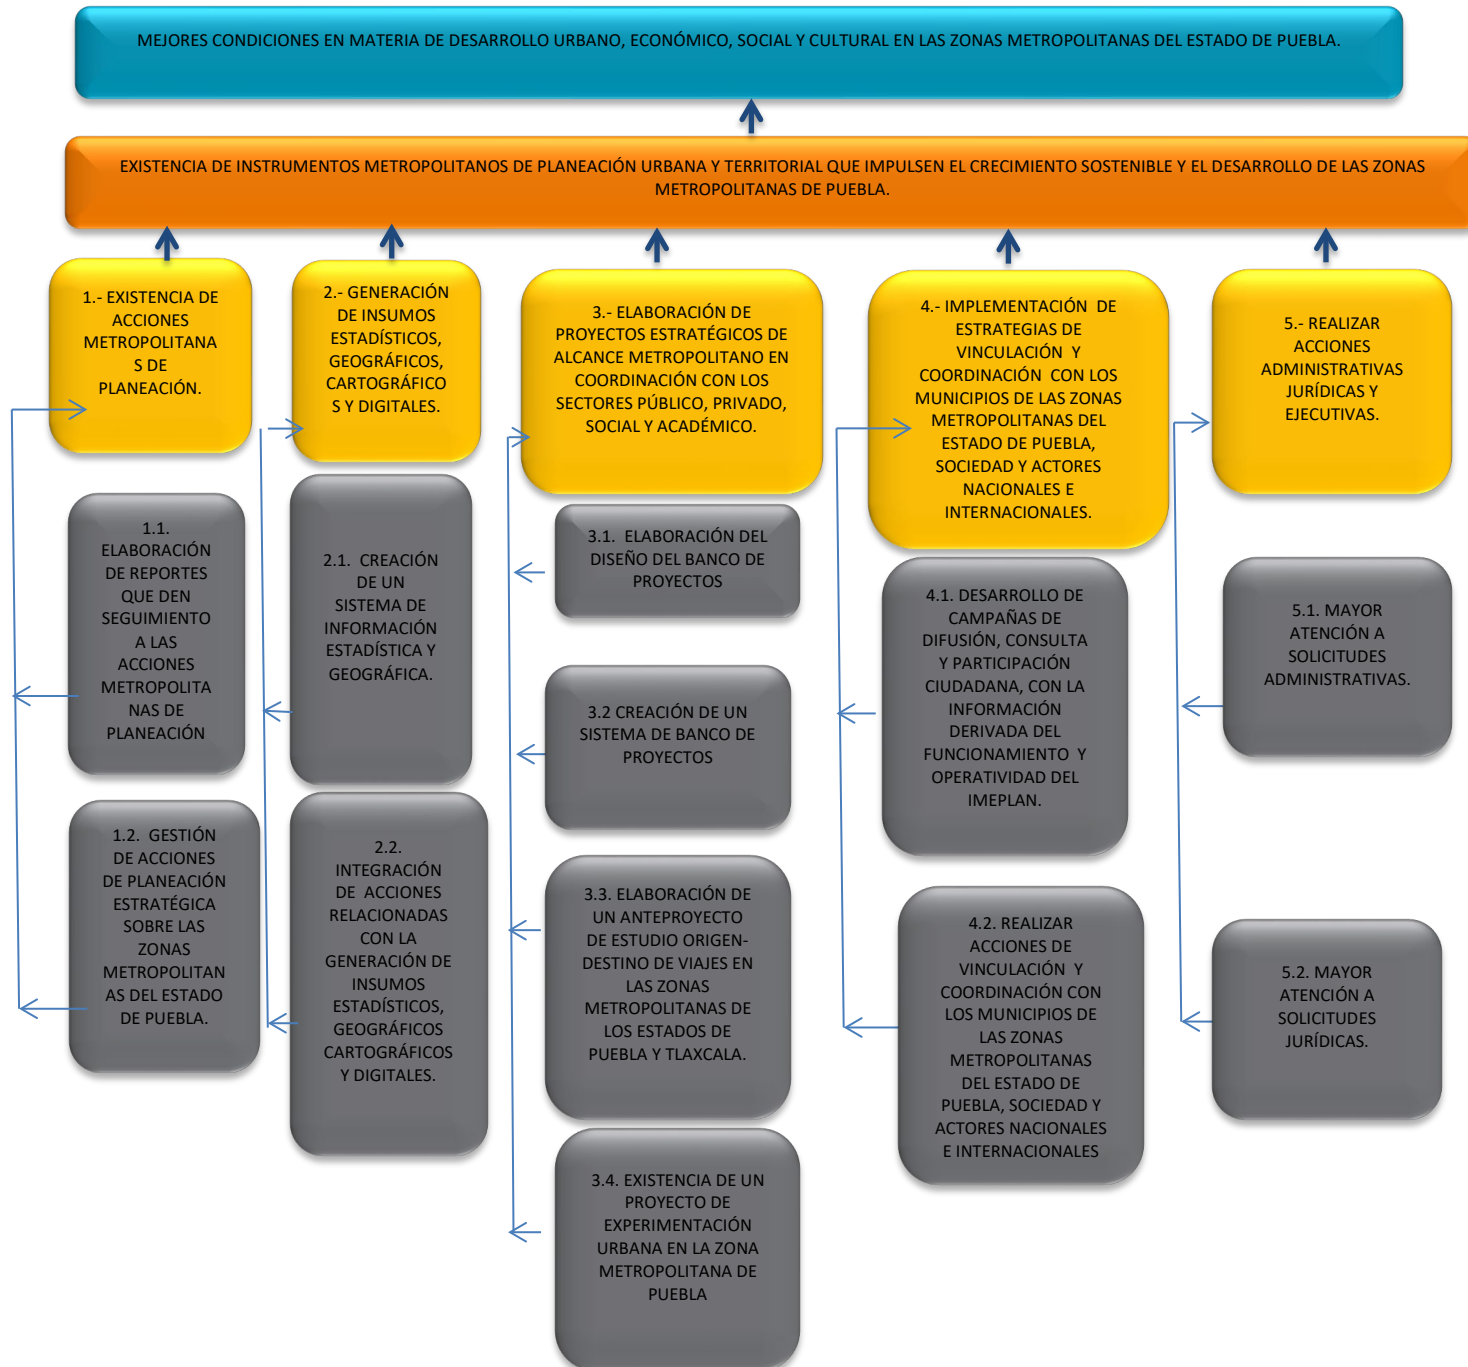 MEJORES CONDICIONES EN MATERIA DE DESARROLLO URBANO, ECONÓMICO, SOCIAL Y CULTURAL EN LAS ZONAS METROPOLITANAS DEL ESTADO DE PUEBLA.
EXISTENCIA DE INSTRUMENTOS METROPOLITANOS DE PLANEACIÓN URBANA Y TERRITORIAL QUE IMPULSEN EL CRECIMIENTO SOSTENIBLE Y EL DESARROLLO DE LAS ZONAS
METROPOLITANAS DE PUEBLA.
1.- EXISTENCIA DE
ACCIONES
METROPOLITANA
S DE
PLANEACIÓN.
1.1.
ELABORACIÓN
DE REPORTES
QUE DEN
SEGUIMIENTO
A LAS
ACCIONES
METROPOLITA
NAS DE
PLANEACIÓN
1.2. GESTIÓN
DE ACCIONES
DE PLANEACIÓN
ESTRATÉGICA
SOBRE LAS
ZONAS
METROPOLITAN
AS DEL ESTADO
DE PUEBLA.
2.- GENERACIÓN
DE INSUMOS
ESTADÍSTICOS,
GEOGRÁFICOS,
CARTOGRÁFICO
S Y DIGITALES.
2.1. CREACIÓN
DE UN
SISTEMA DE
INFORMACIÓN
ESTADÍSTICA Y
GEOGRÁFICA.
2.2.
INTEGRACIÓN
DE ACCIONES
RELACIONADAS
CON LA
GENERACIÓN DE
INSUMOS
ESTADÍSTICOS,
GEOGRÁFICOS
CARTOGRÁFICOS
Y DIGITALES.
3.- ELABORACIÓN DE
PROYECTOS ESTRATÉGICOS DE
ALCANCE METROPOLITANO EN
COORDINACIÓN CON LOS
SECTORES PÚBLICO, PRIVADO,
SOCIAL Y ACADÉMICO.
3.1. ELABORACIÓN DEL
DISEÑO DEL BANCO DE
PROYECTOS
3.2 CREACIÓN DE UN
SISTEMA DE BANCO DE
PROYECTOS
3.3. ELABORACIÓN DE
UN ANTEPROYECTO
DE ESTUDIO ORIGEN-
DESTINO DE VIAJES EN
LAS ZONAS
METROPOLITANAS DE
LOS ESTADOS DE
PUEBLA Y TLAXCALA.
3.4. EXISTENCIA DE UN
PROYECTO DE
EXPERIMENTACIÓN
URBANA EN LA ZONA
METROPOLITANA DE
PUEBLA
4.- IMPLEMENTACIÓN DE
ESTRATEGIAS DE
VINCULACIÓN Y
COORDINACIÓN CON LOS
MUNICIPIOS DE LAS ZONAS
METROPOLITANAS DEL
ESTADO DE PUEBLA,
SOCIEDAD Y ACTORES
NACIONALES E
INTERNACIONALES.
4.1. DESARROLLO DE
CAMPAÑAS DE
DIFUSIÓN, CONSULTA
Y PARTICIPACIÓN
CIUDADANA, CON LA
INFORMACIÓN
DERIVADA DEL
FUNCIONAMIENTO Y
OPERATIVIDAD DEL
IMEPLAN.
4.2. REALIZAR
ACCIONES DE
VINCULACIÓN Y
COORDINACIÓN CON
LOS MUNICIPIOS DE
LAS ZONAS
METROPOLITANAS
DEL ESTADO DE
PUEBLA, SOCIEDAD Y
ACTORES NACIONALES
E INTERNACIONALES
5.- REALIZAR
ACCIONES
ADMINISTRATIVAS
JURÍDICAS Y
EJECUTIVAS.
5.1. MAYOR
ATENCIÓN A
SOLICITUDES
ADMINISTRATIVAS.
5.2. MAYOR
ATENCIÓN A
SOLICITUDES
JURÍDICAS.